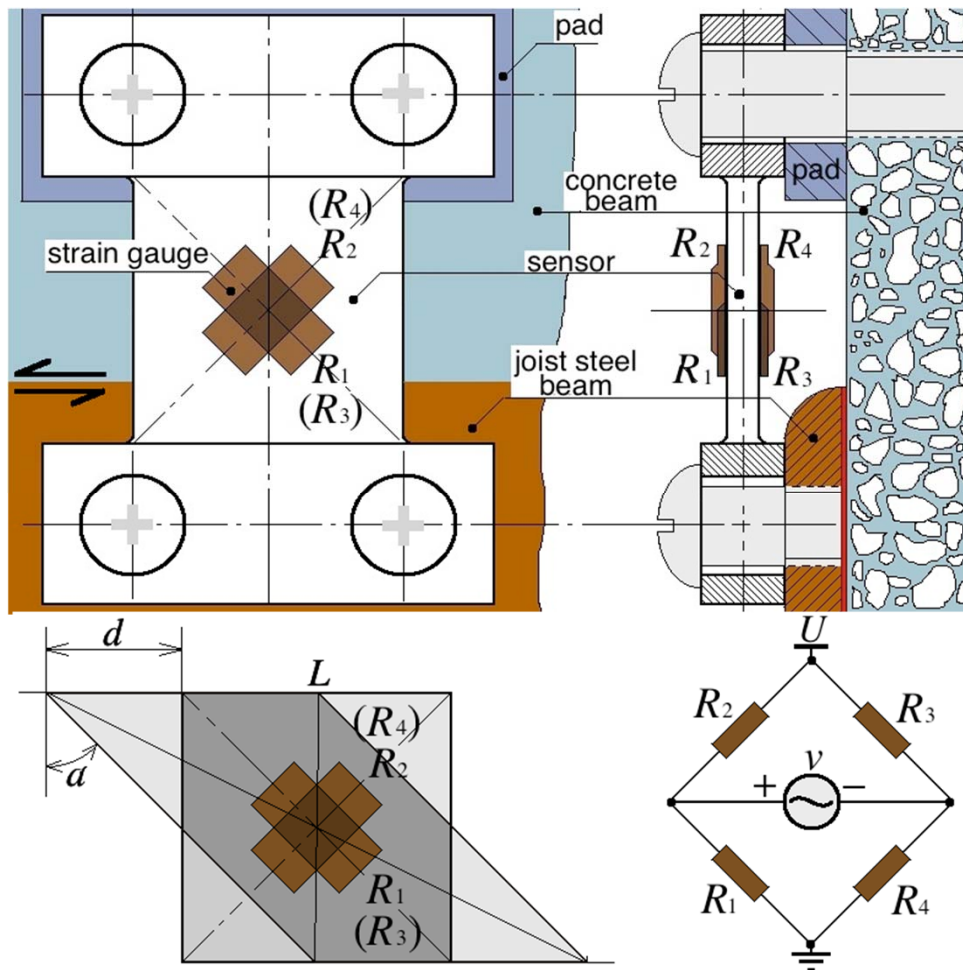 pad
(R4)
R2
strain gauge
sensor
R1
(R3)
concrete
beam
joist steel
beam
pad
R2
R4
R1
R3
d
L
a
(R4)
R2
R1
(R3)
U
R2
R3
v
+
−
R1
R4